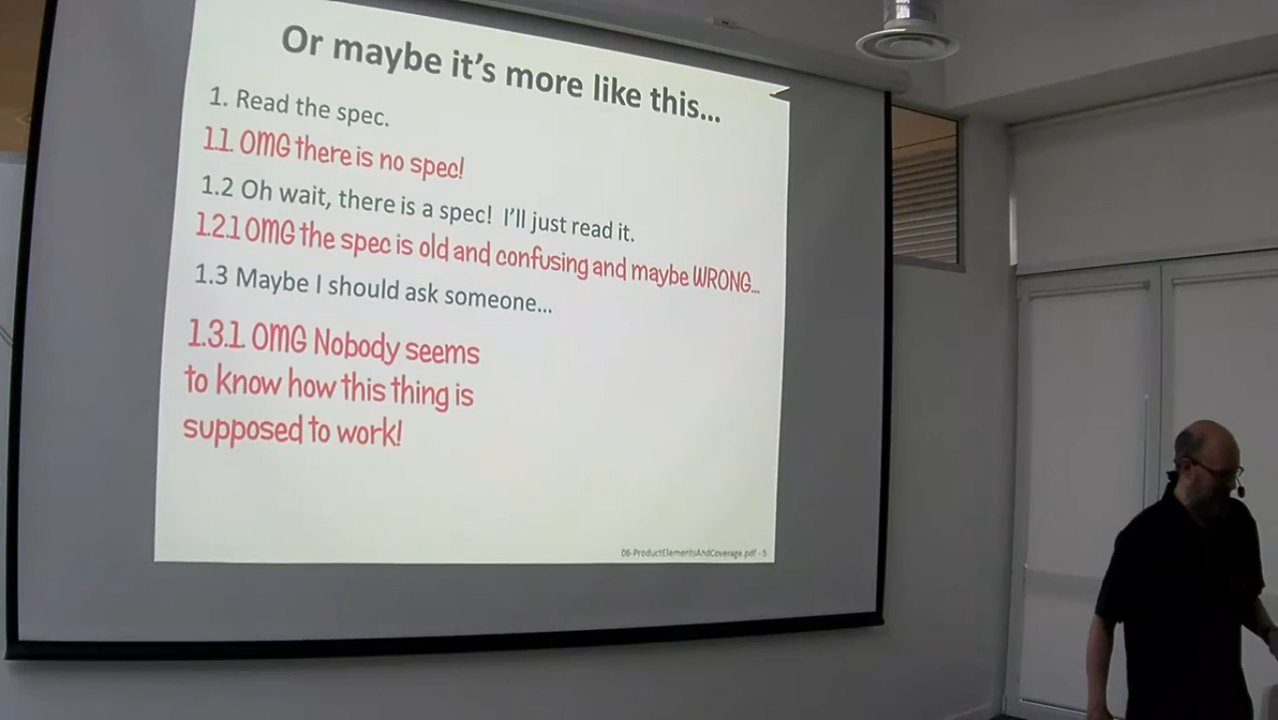 Or maybe it's more like this...
1. Read the spec.
1.1. OMG there is no spec!
1.2 Oh wait, there is a spec!  I'll just read it.
1.2.1 OMG the spec is old and confusing and maybe WRONG...
1.3 Maybe I should ask someone...
1.3.1. OMG Nobody seems
to know how this thing is
supposed to work!
06-ProductElementsAndCoverage.pdf - 5